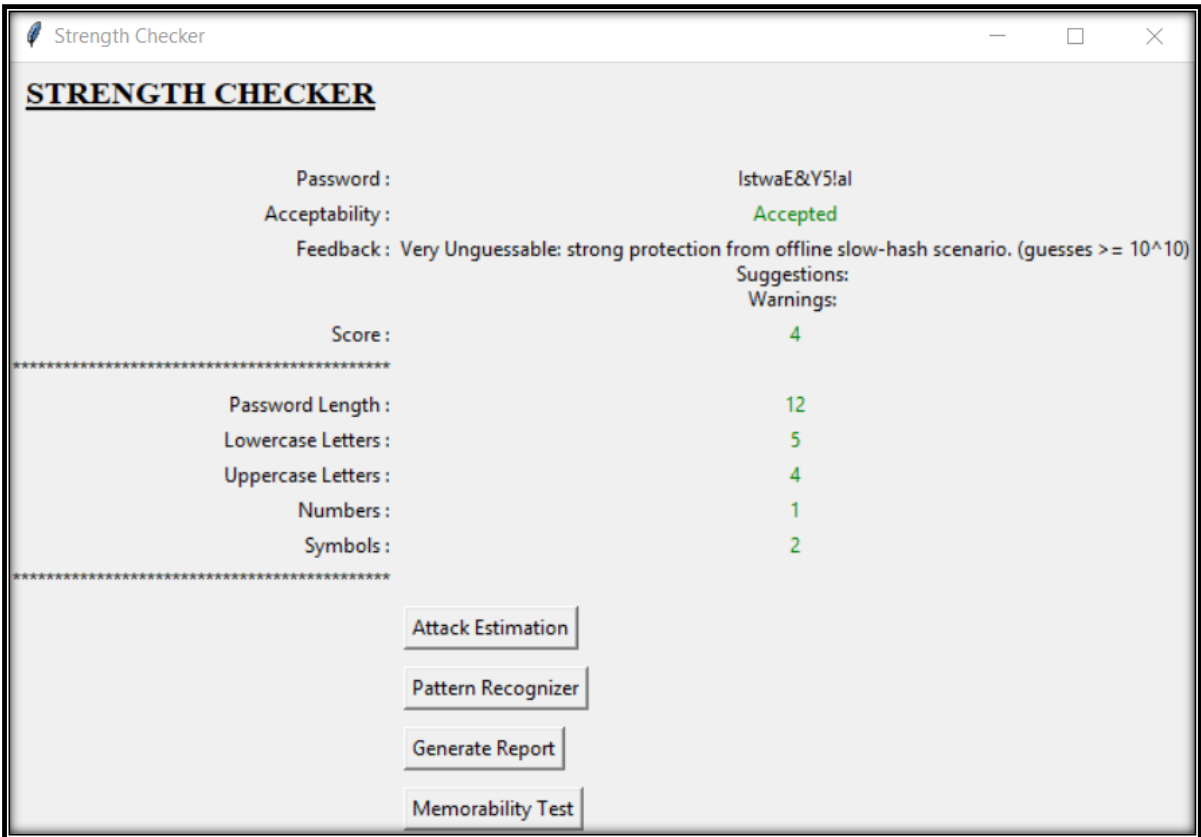 Strength Checker
STRENGTH CHECKER
Password : IstwaE&Y5!aI
Acceptability : Accepted
Feedback : Very Unguessable: strong protection from offline slow-hash scenario. (guesses >= 10^10)
Suggestions:
Warnings:
Score : 4
*********************************************
Password Length : 12
Lowercase Letters : 5
Uppercase Letters : 4
Numbers : 1
Symbols : 2
*********************************************
Attack Estimation
Pattern Recognizer
Generate Report
Memorability Test